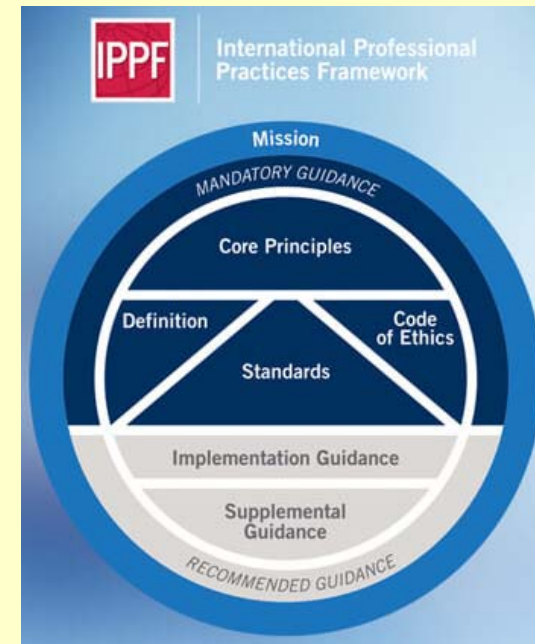 IPPF
International Professional
Practices Framework
Mission
MANDATORY GUIDANCE
Core Principles
Definition
Code
of Ethics
Standards
Implementation Guidance
Supplemental
Guidance
RECOMMENDED GUIDANCE